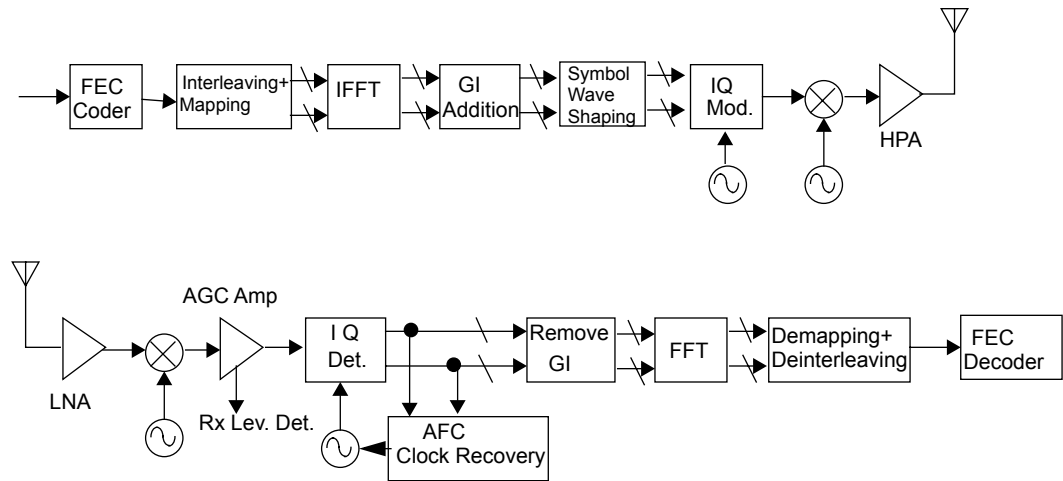 FEC
Coder
Interleaving+
Mapping
IFFT
GI
Addition
Symbol
Wave
Shaping
IQ
Mod.
HPA
LNA
AGC Amp
Rx Lev. Det.
I Q
Det.
AFC
Clock Recovery
Remove
GI
FFT
Demapping+
Deinterleaving
FEC
Decoder